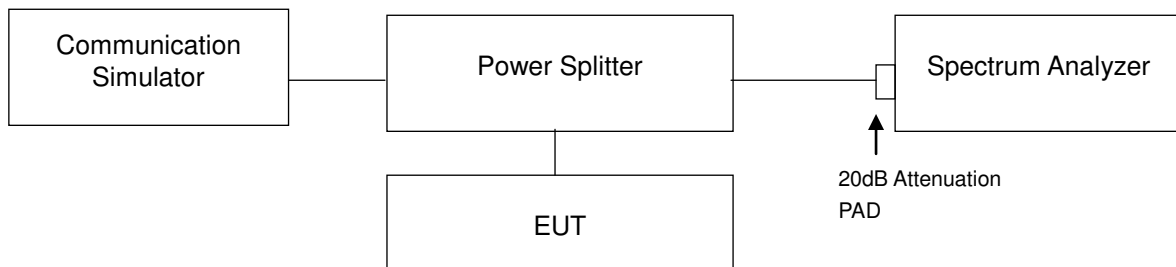 Communication
Simulator
Power Splitter
Spectrum Analyzer
20dB Attenuation
PAD
EUT